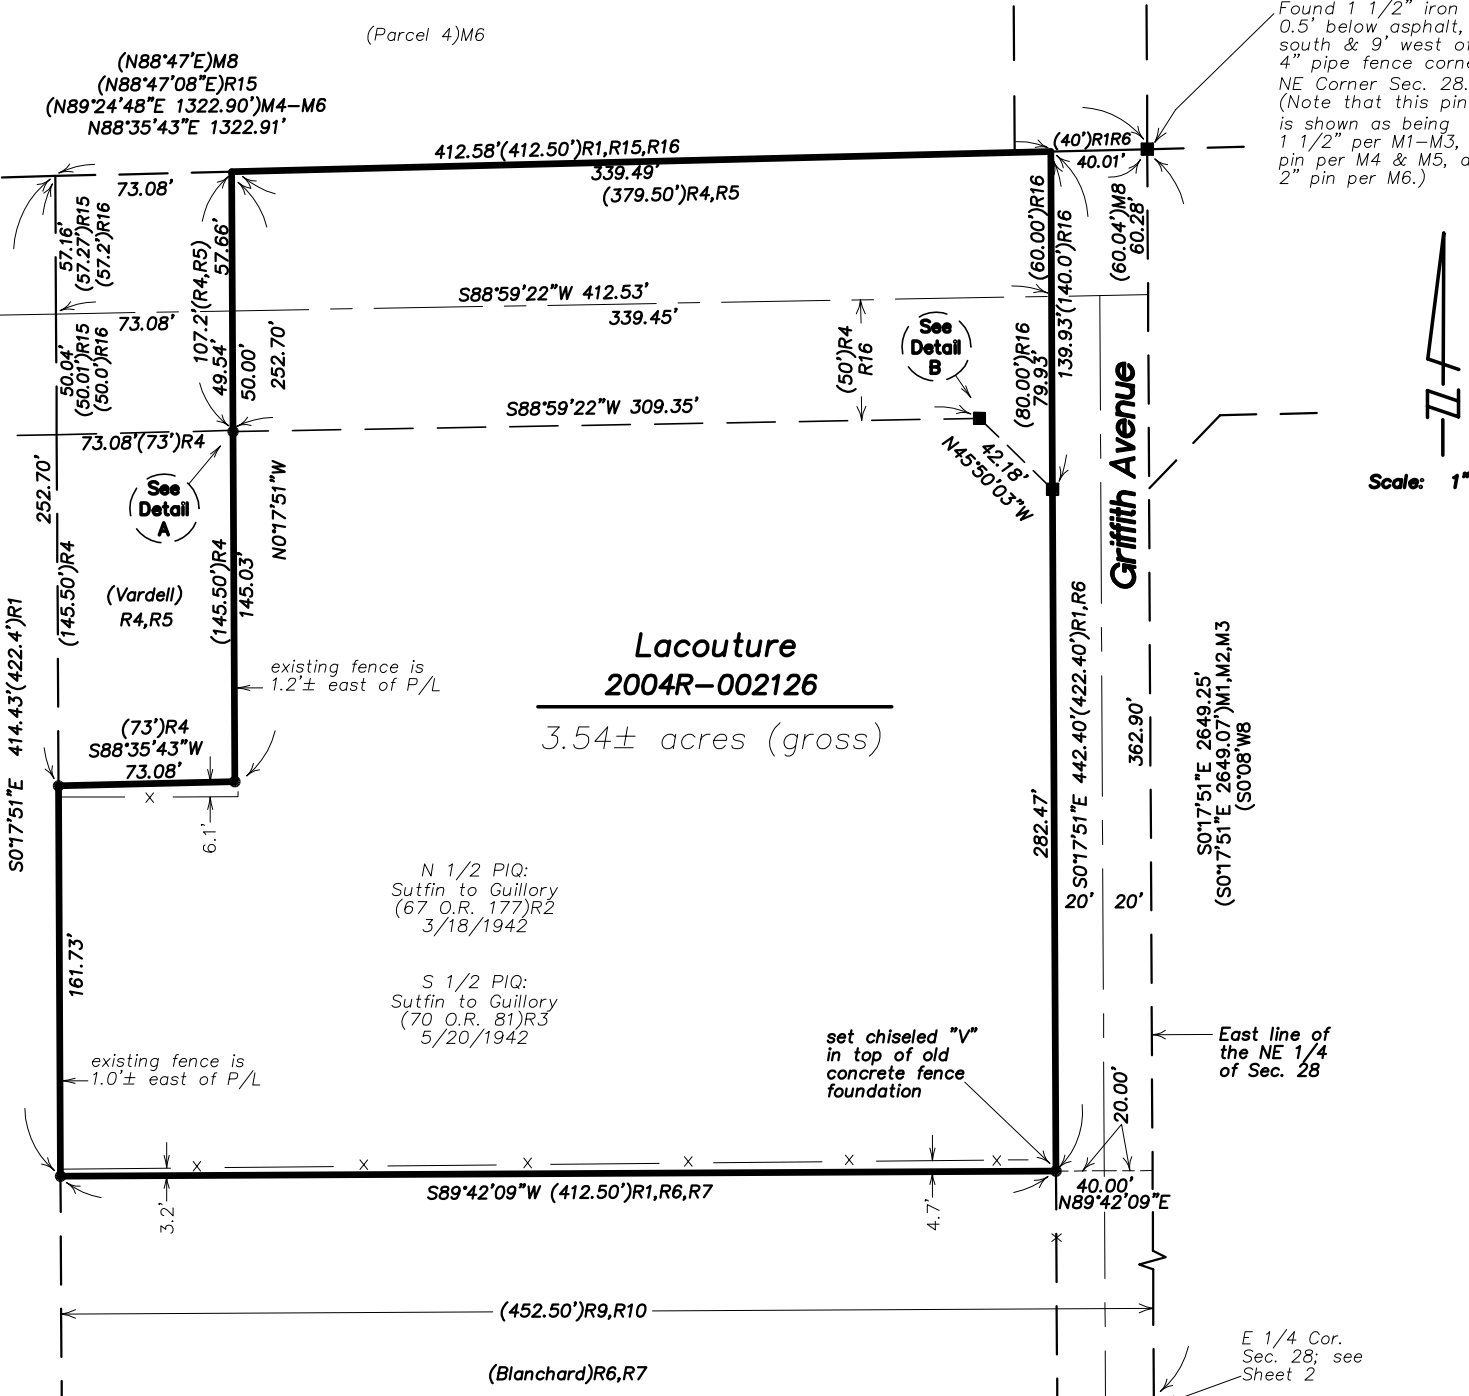 (Parcel 4)M6
(N88°47'E)M8
(N88°47'08"E)R15
(N89°24'48"E 1322.90')M4-M6
N88°35'43"E 1322.91'
Found 1 1/2" iron
0.5' below asphalt,
south & 9' west of
4" pipe fence corne
NE Corner Sec. 28.
(Note that this pin
is shown as being
1 1/2" per M1-M3,
pin per M4 & M5, a
2" pin per M6.)
412.58'(412.50')R1,R15,R16
339.49'
(379.50')R4,R5
(40')R1R6
40.01'
73.08'
57.16'
(57.27')R15
(57.2')R16
107.2'(R4,R5)
57.66'
(60.00')R16
139.93'(140.0')R16
(60.04')M8
60.28'
S88°59'22"W 412.53'
339.45'
73.08'
50.04'
(50.01')R15
(50.0')R16
49.54'
50.00'
252.70'
(50')R4
R16
See
Detail
B
(80.00')R16
79.93'
S88°59'22"W 309.35'
73.08'(73')R4
42.18'
N45°50'03"W
Griffith Avenue
Scale: 1"
See
Detail
A
252.70'
N0°17'51"W
(145.50')R4
(145.50')R4
145.03'
(Vardell)
R4,R5
S0°17'51"E 414.43'(422.4')R1
existing fence is
1.2'± east of P/L
Lacouture
2004R-002126
3.54± acres (gross)
(73')R4
S88°35'43"W
73.08'
6.1'
282.47'
S0°17'51"E 442.40'(422.40')R1,R6
362.90'
S0°17'51"E 2649.25'
(S0°17'51"E 2649.07')M1,M2,M3
(S0°08'W8
20' 20'
N 1/2 PIQ:
Sutfin to Guillory
(67 O.R. 177)R2
3/18/1942
161.73'
S 1/2 PIQ:
Sutfin to Guillory
(70 O.R. 81)R3
5/20/1942
existing fence is
1.0'± east of P/L
set chiseled "V"
in top of old
concrete fence
foundation
East line of
the NE 1/4
of Sec. 28
20.00'
S89°42'09"W (412.50')R1,R6,R7
3.2'
4.7'
40.00'
N89°42'09"E
(452.50')R9,R10
(Blanchard)R6,R7
E 1/4 Cor.
Sec. 28; see
Sheet 2